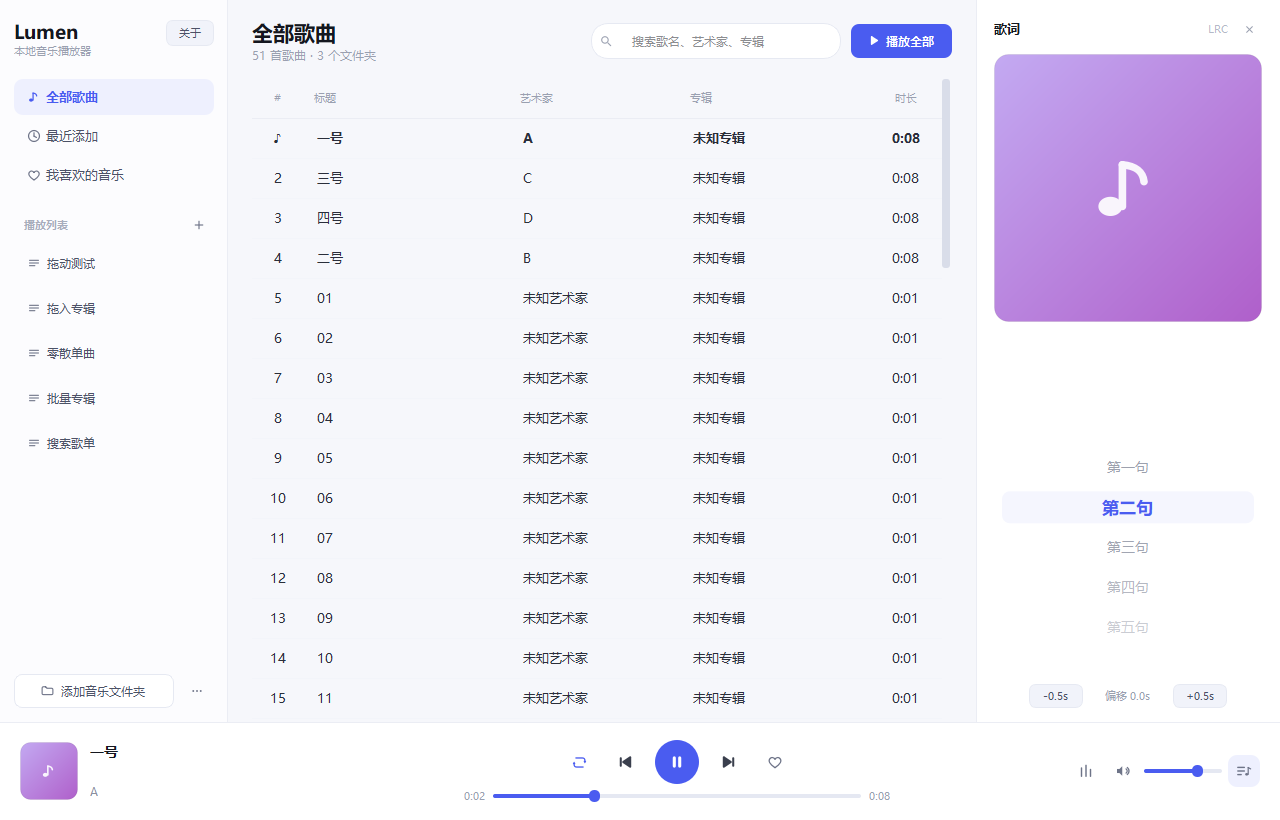 Lumen
本地音乐播放器
关于
全部歌曲
最近添加
我喜欢的音乐
播放列表
拖动测试
拖入专辑
零散单曲
批量专辑
搜索歌单
添加音乐文件夹
全部歌曲
51 首歌曲 · 3 个文件夹
搜索歌名、艺术家、专辑
播放全部
# 标题 艺术家 专辑 时长
一号 A 未知专辑 0:08
2 三号 C 未知专辑 0:08
3 四号 D 未知专辑 0:08
4 二号 B 未知专辑 0:08
5 01 未知艺术家 未知专辑 0:01
6 02 未知艺术家 未知专辑 0:01
7 03 未知艺术家 未知专辑 0:01
8 04 未知艺术家 未知专辑 0:01
9 05 未知艺术家 未知专辑 0:01
10 06 未知艺术家 未知专辑 0:01
11 07 未知艺术家 未知专辑 0:01
12 08 未知艺术家 未知专辑 0:01
13 09 未知艺术家 未知专辑 0:01
14 10 未知艺术家 未知专辑 0:01
15 11 未知艺术家 未知专辑 0:01
歌词 LRC
第一句
第二句
第三句
第四句
第五句
-0.5s 偏移 0.0s +0.5s
一号
A
0:02 0:08